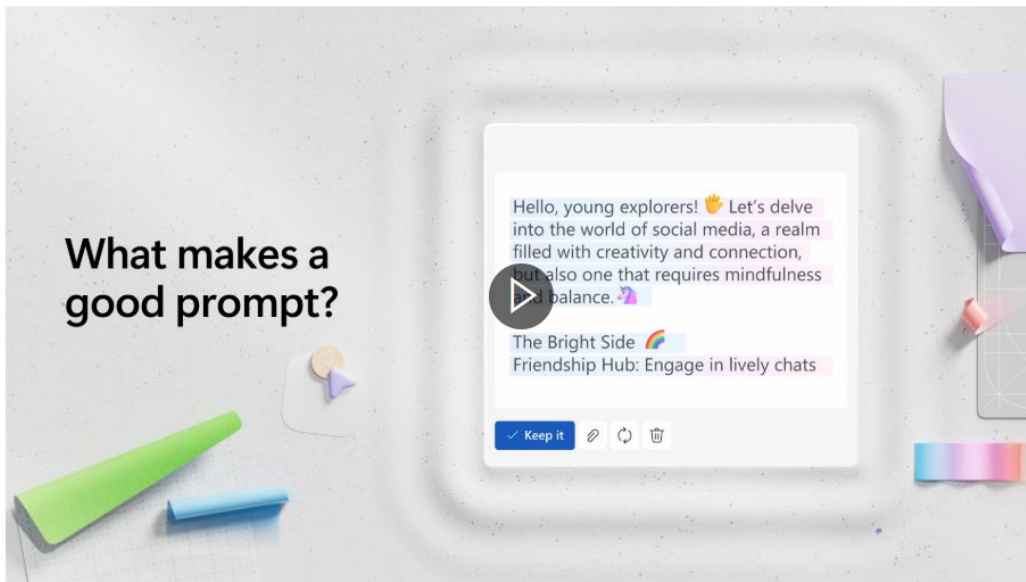 What makes a
good prompt?
Hello, young explorers! 🖐 Let's delve
into the world of social media, a realm
filled with creativity and connection,
but also one that requires mindfulness
and balance. 🦄
The Bright Side 🌈
Friendship Hub: Engage in lively chats
Keep it